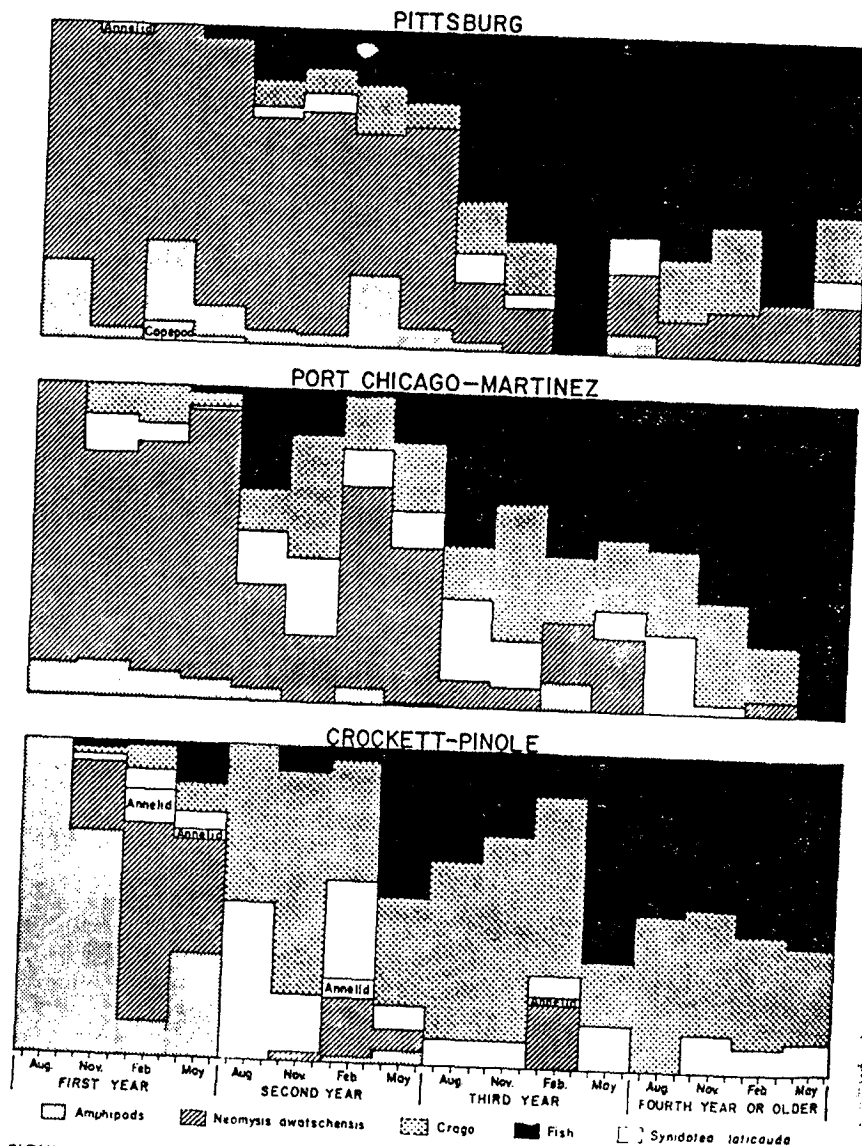 PITTSBURG
Annelid
Copepod
PORT CHICAGO-MARTINEZ
CROCKETT-PINOLE
Annelid
Annelid
Annelid
Annelid
Aug. Nov. Feb May Aug Nov. Feb May Aug. Nov. Feb. May Aug. Nov. Feb May
FIRST YEAR SECOND YEAR THIRD YEAR FOURTH YEAR OR OLDER
Amphipods Neomysis awatschensis Crago Fish Synidotea laticauda